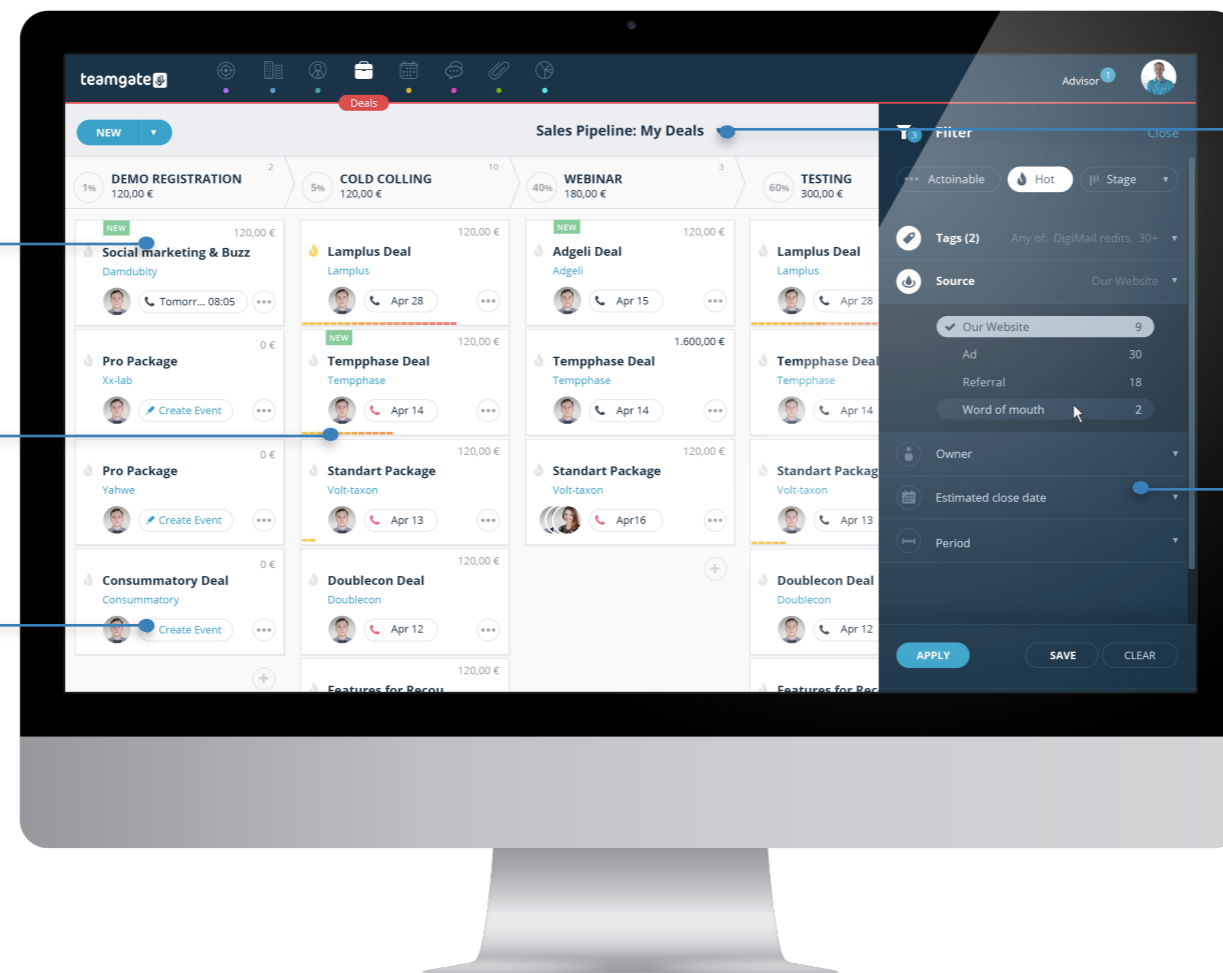 teamgate
Advisor 1
Deals
NEW
Sales Pipeline: My Deals
3 Filter Close
Actoinable Hot Stage
1% DEMO REGISTRATION 2
120,00 €
5% COLD COLLING 10
120,00 €
40% WEBINAR 3
180,00 €
60% TESTING
300,00 €
NEW 120,00 €
Social marketing & Buzz
Damdubity
Tomorr... 08:05
0 €
Pro Package
Xx-lab
Create Event
0 €
Pro Package
Yahwe
Create Event
0 €
Consummatory Deal
Consummatory
Create Event
120,00 €
Lamplus Deal
Lamplus
Apr 28
NEW 120,00 €
Tempphase Deal
Tempphase
Apr 14
120,00 €
Standart Package
Volt-taxon
Apr 13
120,00 €
Doublecon Deal
Doublecon
Apr 12
120,00 €
Features for Recou
NEW 120,00 €
Adgeli Deal
Adgeli
Apr 15
1.600,00 €
Tempphase Deal
Tempphase
Apr 14
120,00 €
Standart Package
Volt-taxon
Apr16
Lamplus Deal
Lamplus
Apr 28
Tempphase Deal
Tempphase
Apr 14
Standart Packag
Volt-taxon
Apr 13
Doublecon Deal
Doublecon
Apr 12
Features for Rec
Tags (2) Any of: DigiMail redits, 30+
Source Our Website
Our Website 9
Ad 30
Referral 18
Word of mouth 2
Owner
Estimated close date
Period
APPLY SAVE CLEAR